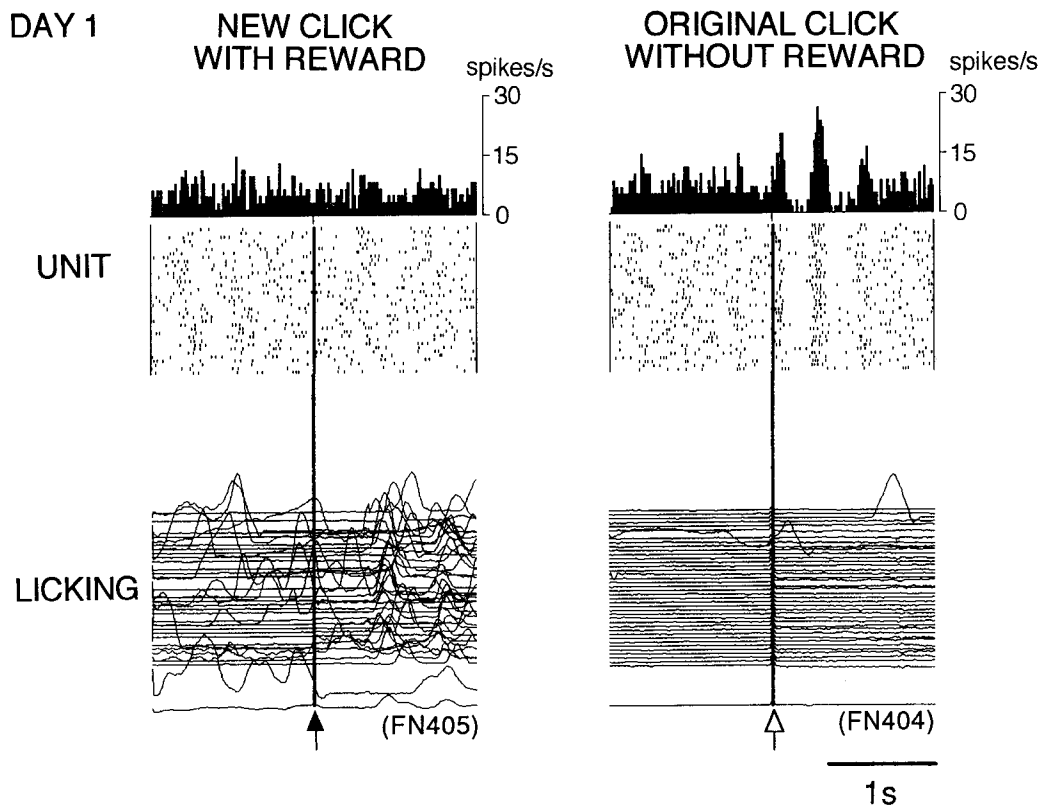 DAY 1
NEW CLICK
WITH REWARD
ORIGINAL CLICK
WITHOUT REWARD
spikes/s
30
15
0
spikes/s
30
15
0
UNIT
LICKING
(FN405)
(FN404)
1s